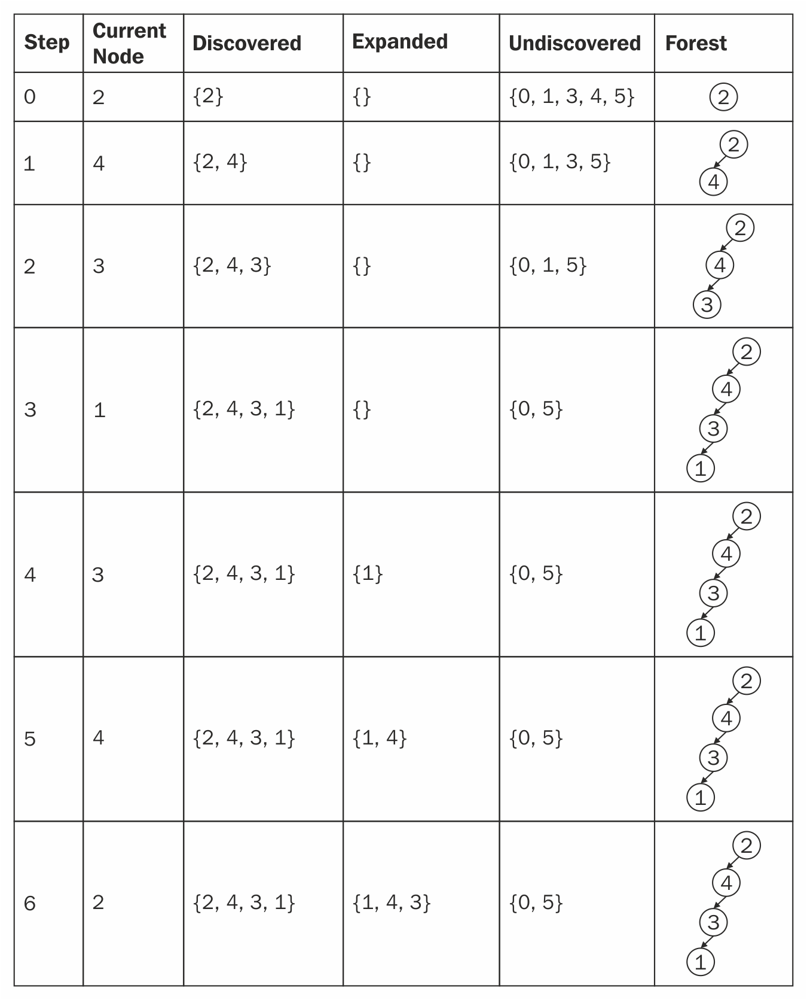 Step Current Node Discovered Expanded Undiscovered Forest
0 2 {2} {} {0, 1, 3, 4, 5} 2
1 4 {2, 4} {} {0, 1, 3, 5} 2 4
2 3 {2, 4, 3} {} {0, 1, 5} 2 4 3
3 1 {2, 4, 3, 1} {} {0, 5} 2 4 3 1
4 3 {2, 4, 3, 1} {1} {0, 5} 2 4 3 1
5 4 {2, 4, 3, 1} {1, 4} {0, 5} 2 4 3 1
6 2 {2, 4, 3, 1} {1, 4, 3} {0, 5} 2 4 3 1